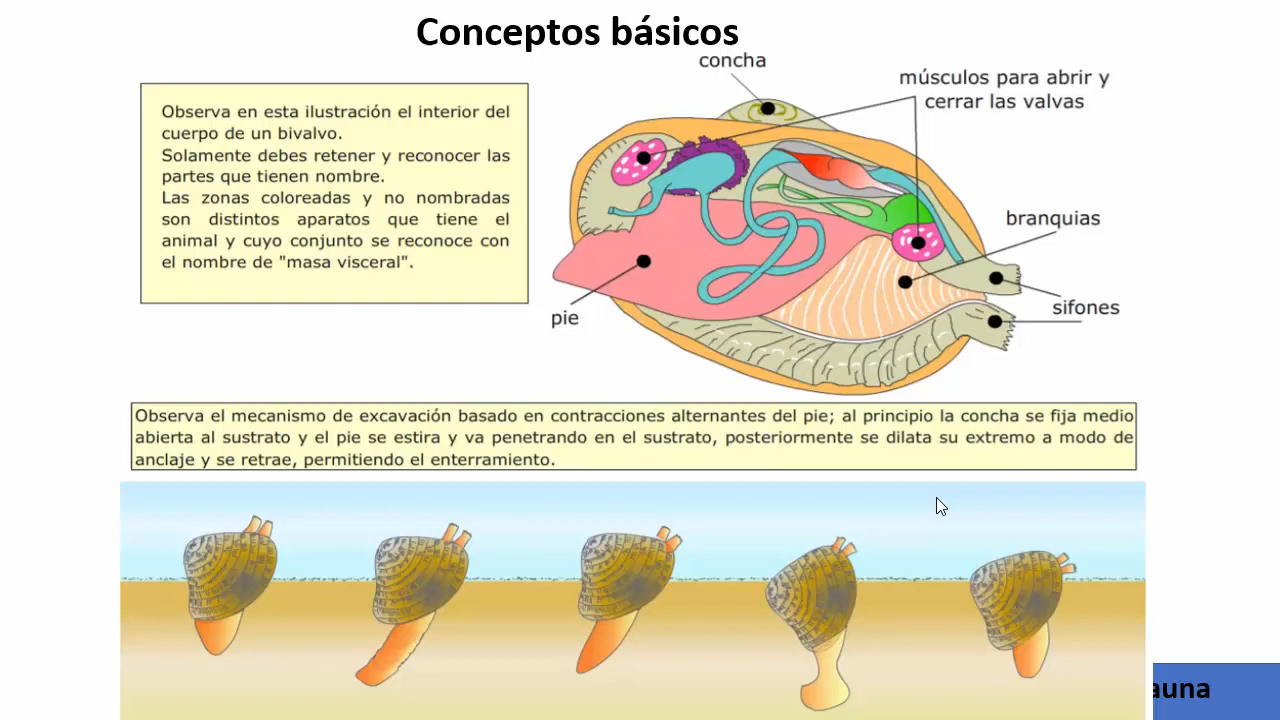 Conceptos básicos
concha
músculos para abrir y
cerrar las valvas
Observa en esta ilustración el interior del
cuerpo de un bivalvo.
Solamente debes retener y reconocer las
partes que tienen nombre.
Las zonas coloreadas y no nombradas
son distintos aparatos que tiene el
animal y cuyo conjunto se reconoce con
el nombre de "masa visceral".
branquias
sifones
pie
Observa el mecanismo de excavación basado en contracciones alternantes del pie; al principio la concha se fija medio
abierta al sustrato y el pie se estira y va penetrando en el sustrato, posteriormente se dilata su extremo a modo de
anclaje y se retrae, permitiendo el enterramiento.
auna